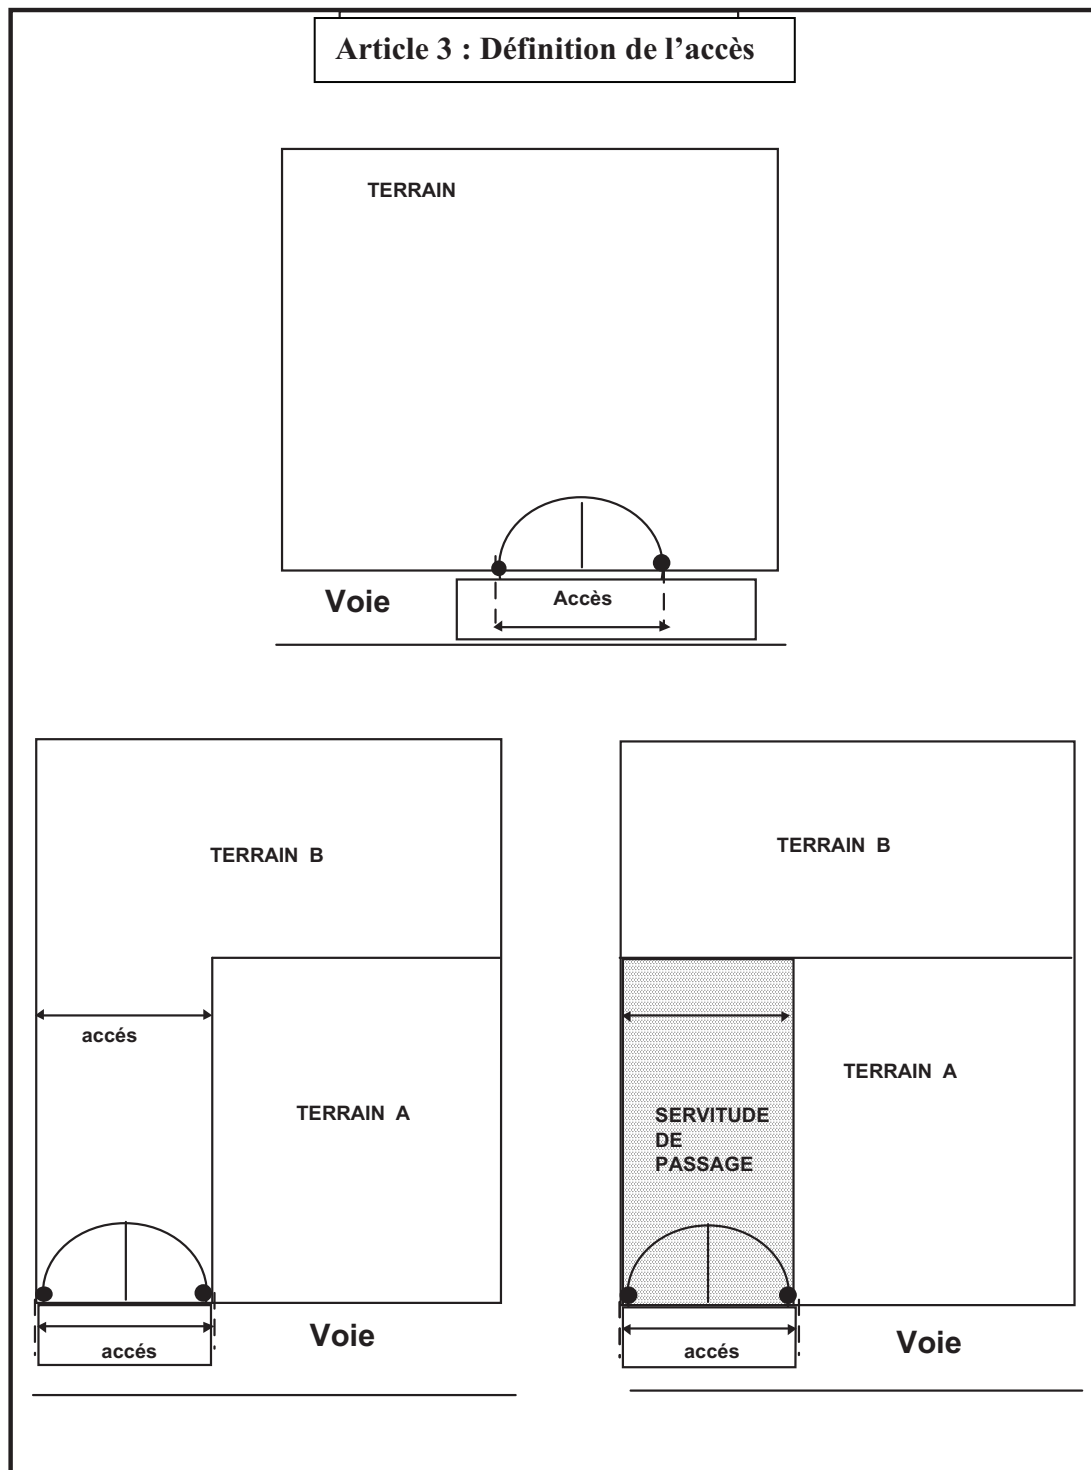 Article 3 : Définition de l’accès
TERRAIN
Voie
Accès
TERRAIN B
accés
TERRAIN A
accés
Voie
TERRAIN B
TERRAIN A
SERVITUDE
DE
PASSAGE
accés
Voie